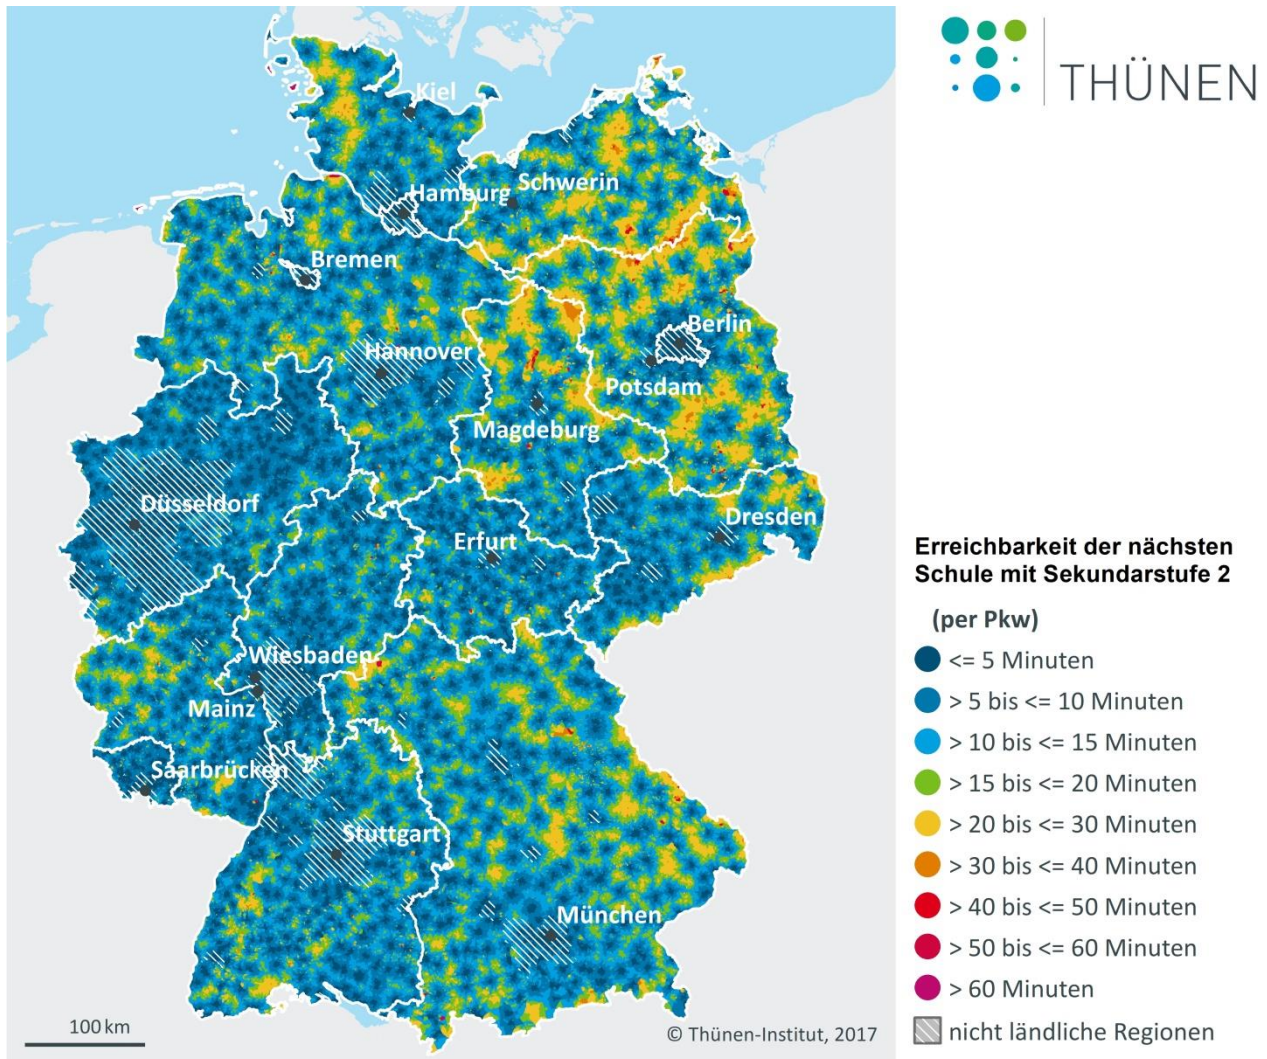 THÜNEN
Kiel
Schwerin
Hamburg
Bremen
Berlin
Hannover
Potsdam
Magdeburg
Düsseldorf
Dresden
Erfurt
Wiesbaden
Mainz
Saarbrücken
Stuttgart
München
100 km
© Thünen-Institut, 2017
Erreichbarkeit der nächsten
Schule mit Sekundarstufe 2
(per Pkw)
<= 5 Minuten
> 5 bis <= 10 Minuten
> 10 bis <= 15 Minuten
> 15 bis <= 20 Minuten
> 20 bis <= 30 Minuten
> 30 bis <= 40 Minuten
> 40 bis <= 50 Minuten
> 50 bis <= 60 Minuten
> 60 Minuten
nicht ländliche Regionen